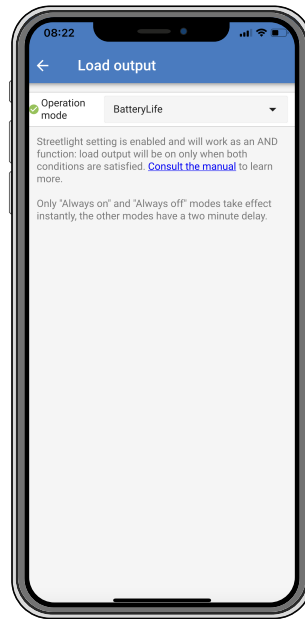 08:22
Load output
Operation mode
BatteryLife
Streetlight setting is enabled and will work as an AND
function: load output will be on only when both
conditions are satisfied. Consult the manual to learn
more.
Only "Always on" and "Always off" modes take effect
instantly, the other modes have a two minute delay.